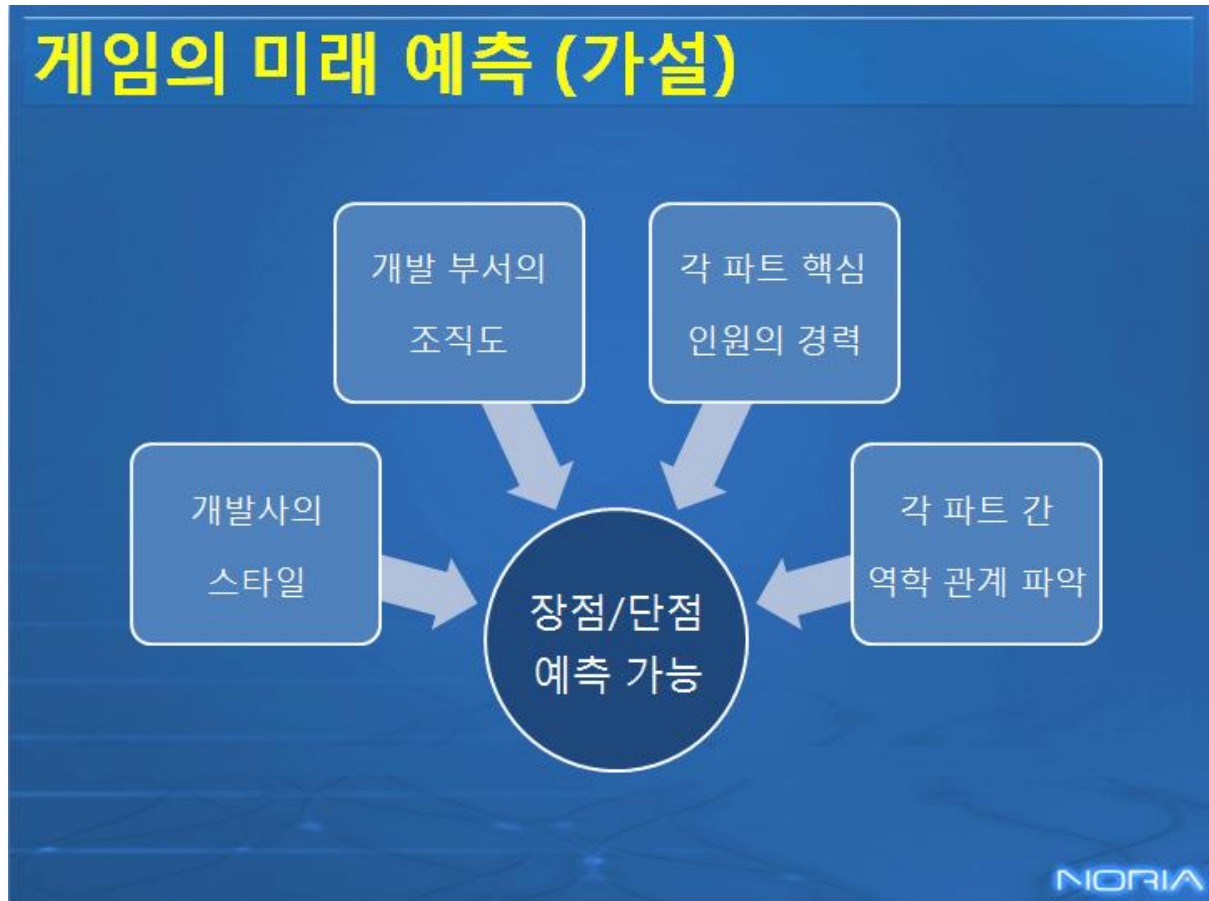 게임의 미래 예측 (가설)
개발 부서의
조직도
각 파트 핵심
인원의 경력
개발사의
스타일
각 파트 간
역학 관계 파악
장점/단점
예측 가능
NORIA